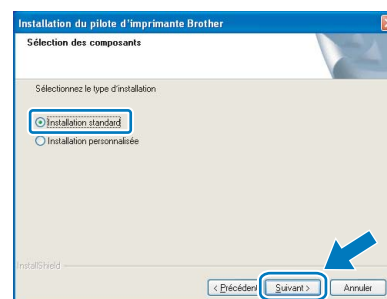 Installation du pilote d'imprimante Brother
Sélection des composants
Sélectionnez le type d'installation
Installation standard
Installation personnalisée
InstallShield
< Précédent
Suivant >
Annuler